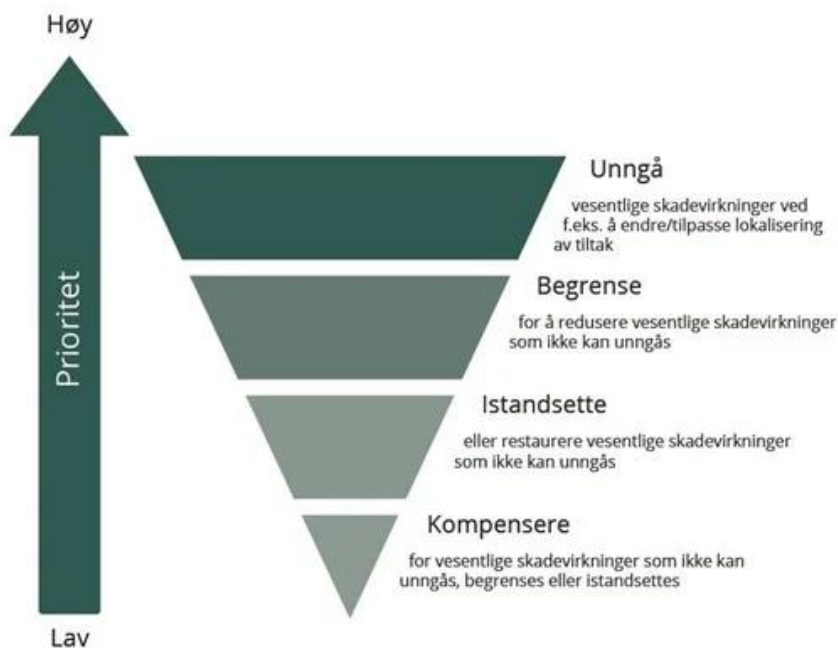 Høy
Prioritet
Lav
Unngå
vesentlige skadevirkninger ved
f.eks. å endre/tilpasse lokalisering
av tiltak
Begrense
for å redusere vesentlige skadevirkninger
som ikke kan unngås
Istandsette
eller restaurere vesentlige skadevirkninger
som ikke kan unngås
Kompensere
for vesentlige skadevirkninger som ikke kan
unngås, begrenses eller istandsettes